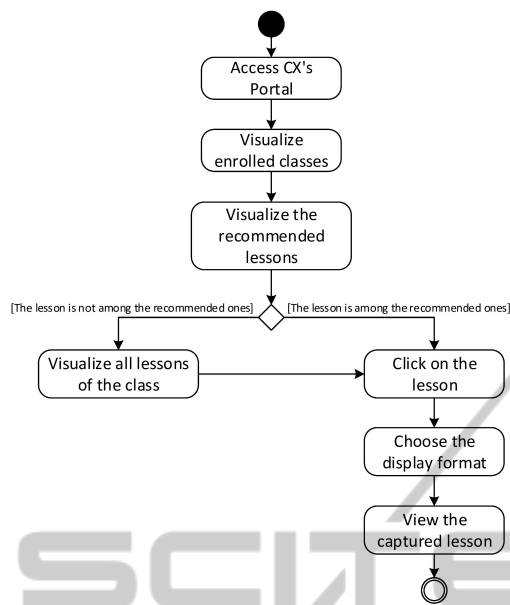 Access CX's
Portal
Visualize
enrolled classes
Visualize the
recommended
lessons
[The lesson is not among the recommended ones]
[The lesson is among the recommended ones]
Visualize all lessons
of the class
Click on the
lesson
Choose the
display format
View the
captured lesson
SCITE